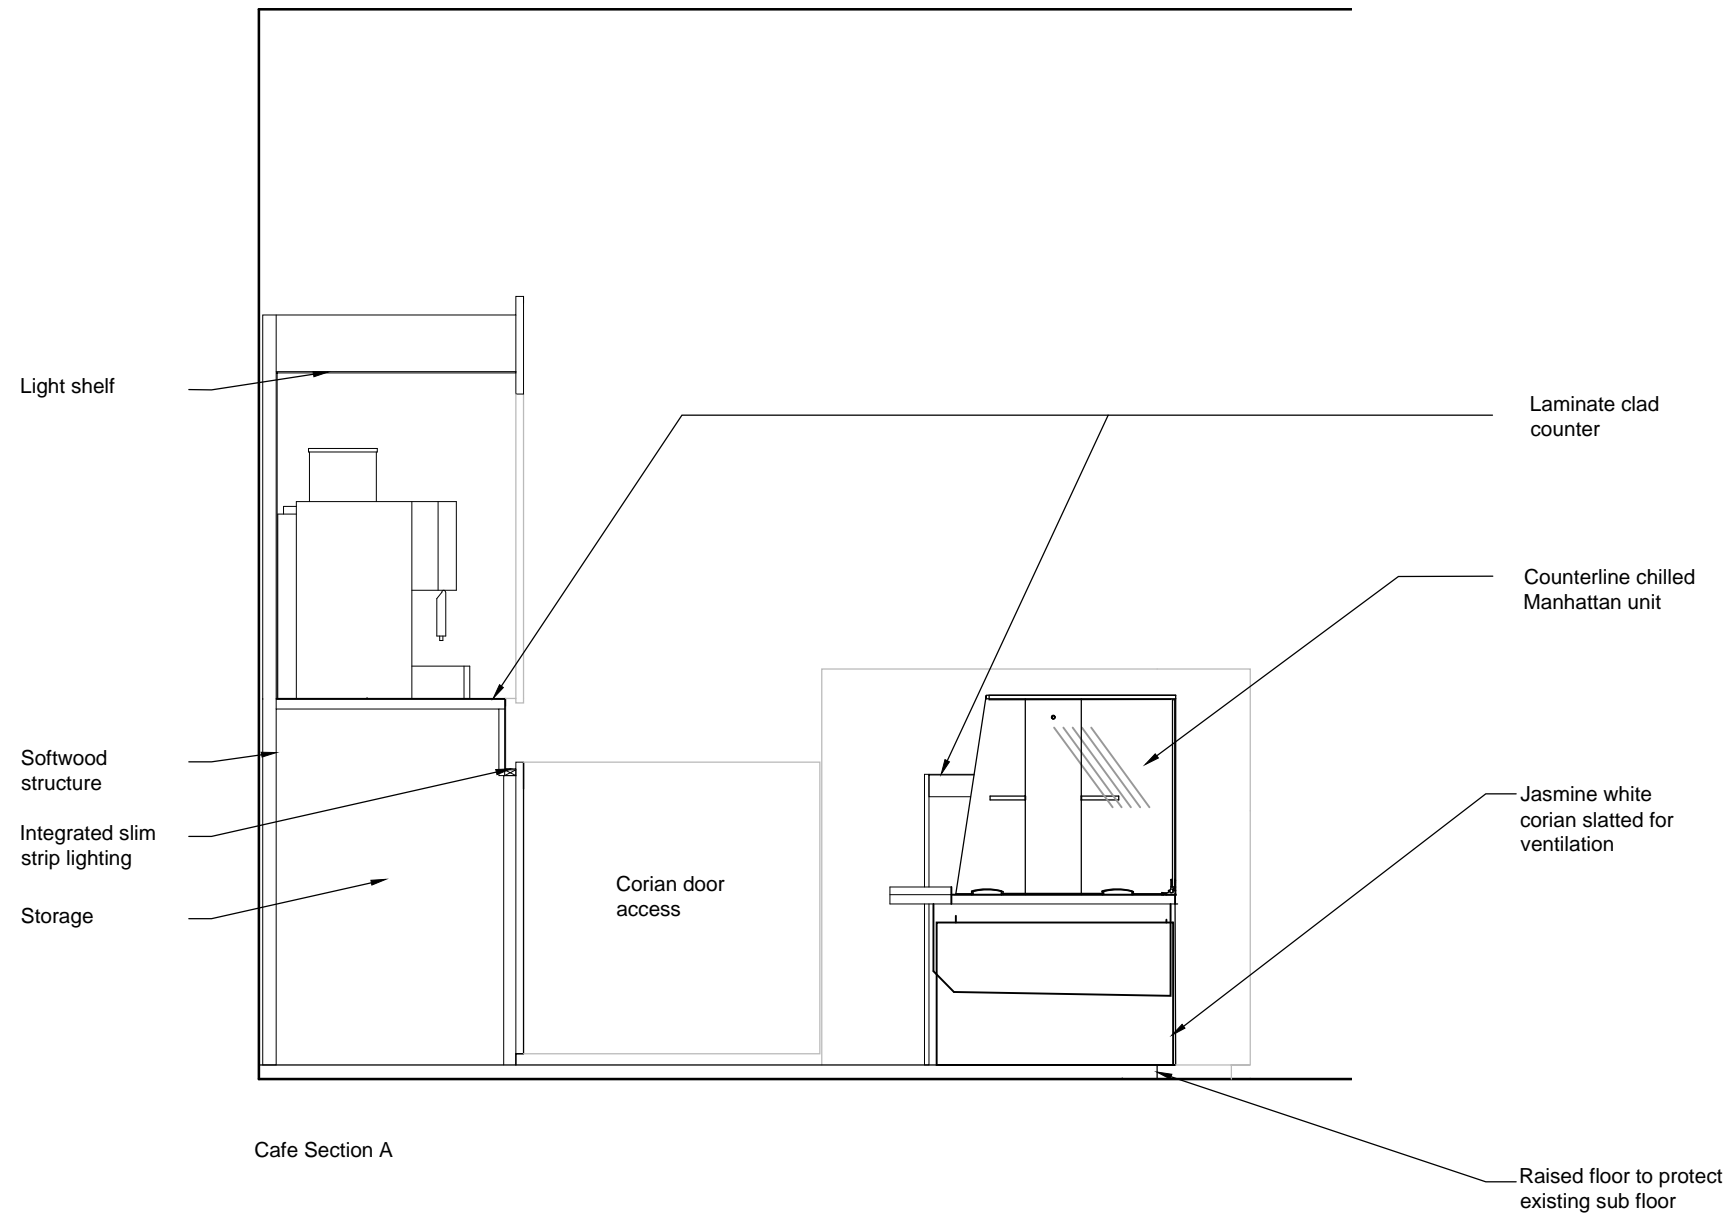 Light shelf
Softwood
structure
Integrated slim
strip lighting
Storage
Corian door
access
Laminate clad
counter
Counterline chilled
Manhattan unit
Jasmine white
corian slatted for
ventilation
Raised floor to protect
existing sub floor
Cafe Section A